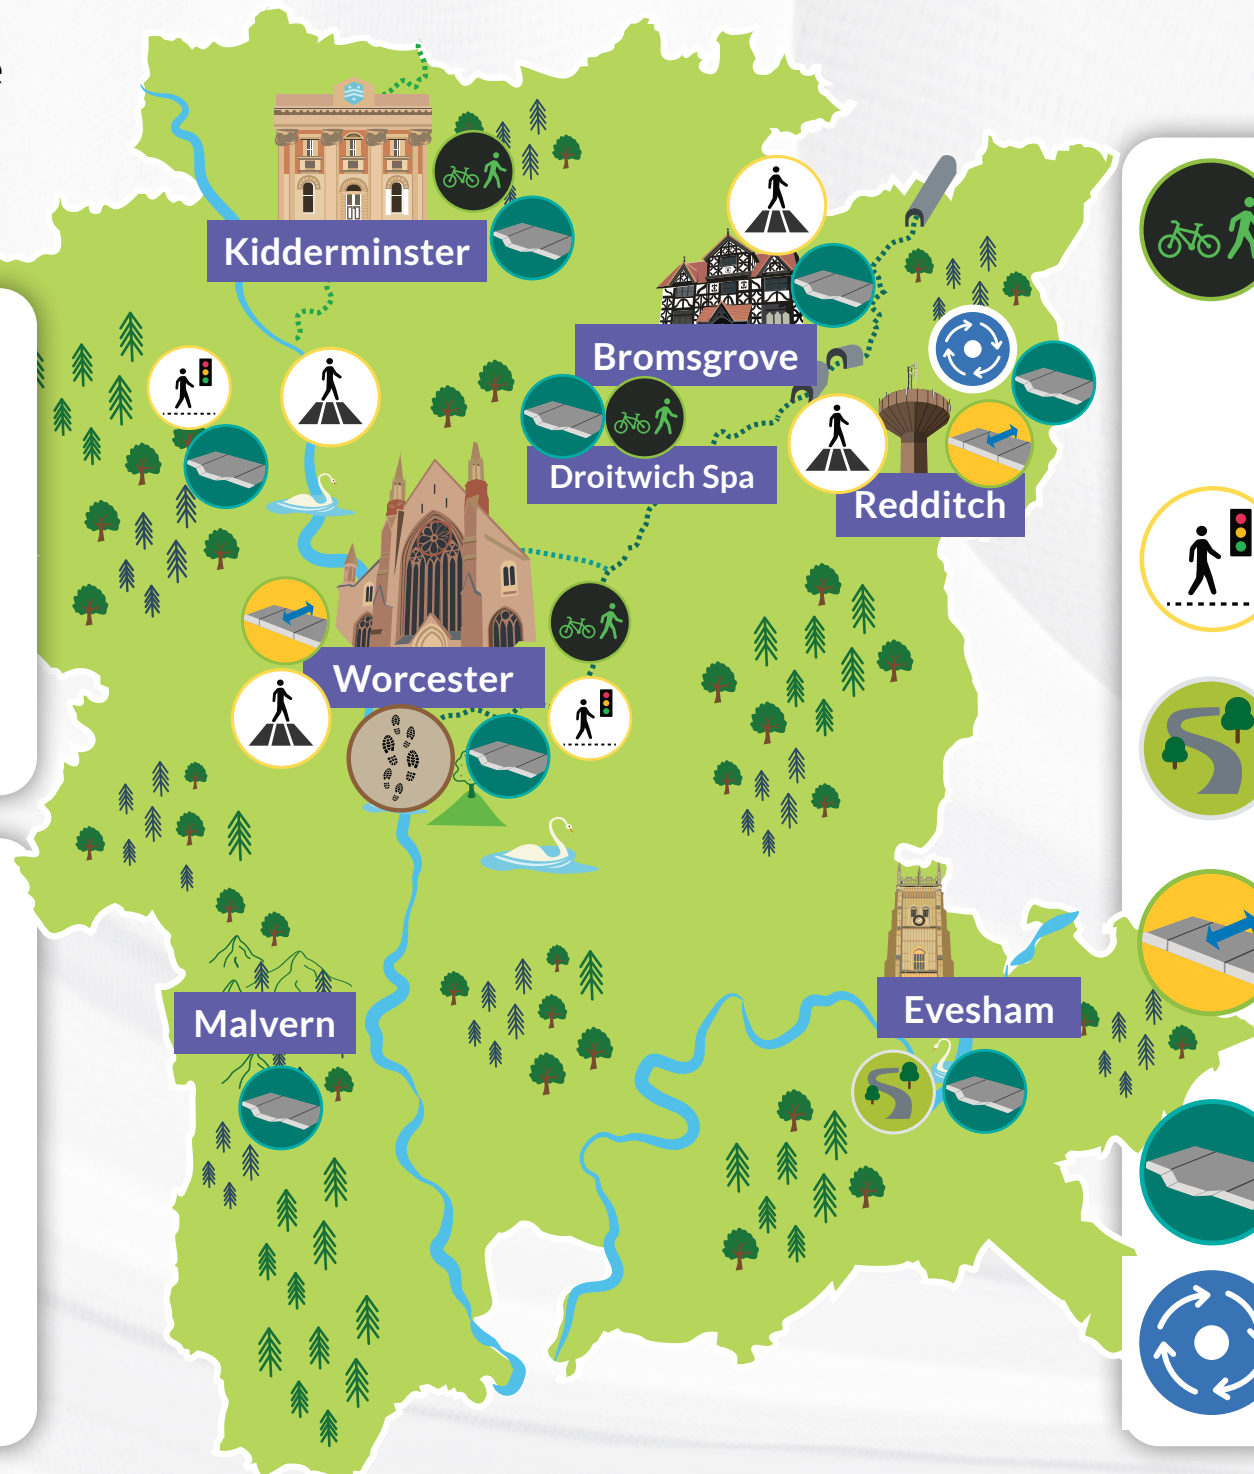 Kidderminster
Bromsgrove
Droitwich Spa
Redditch
Worcester
Evesham
Malvern